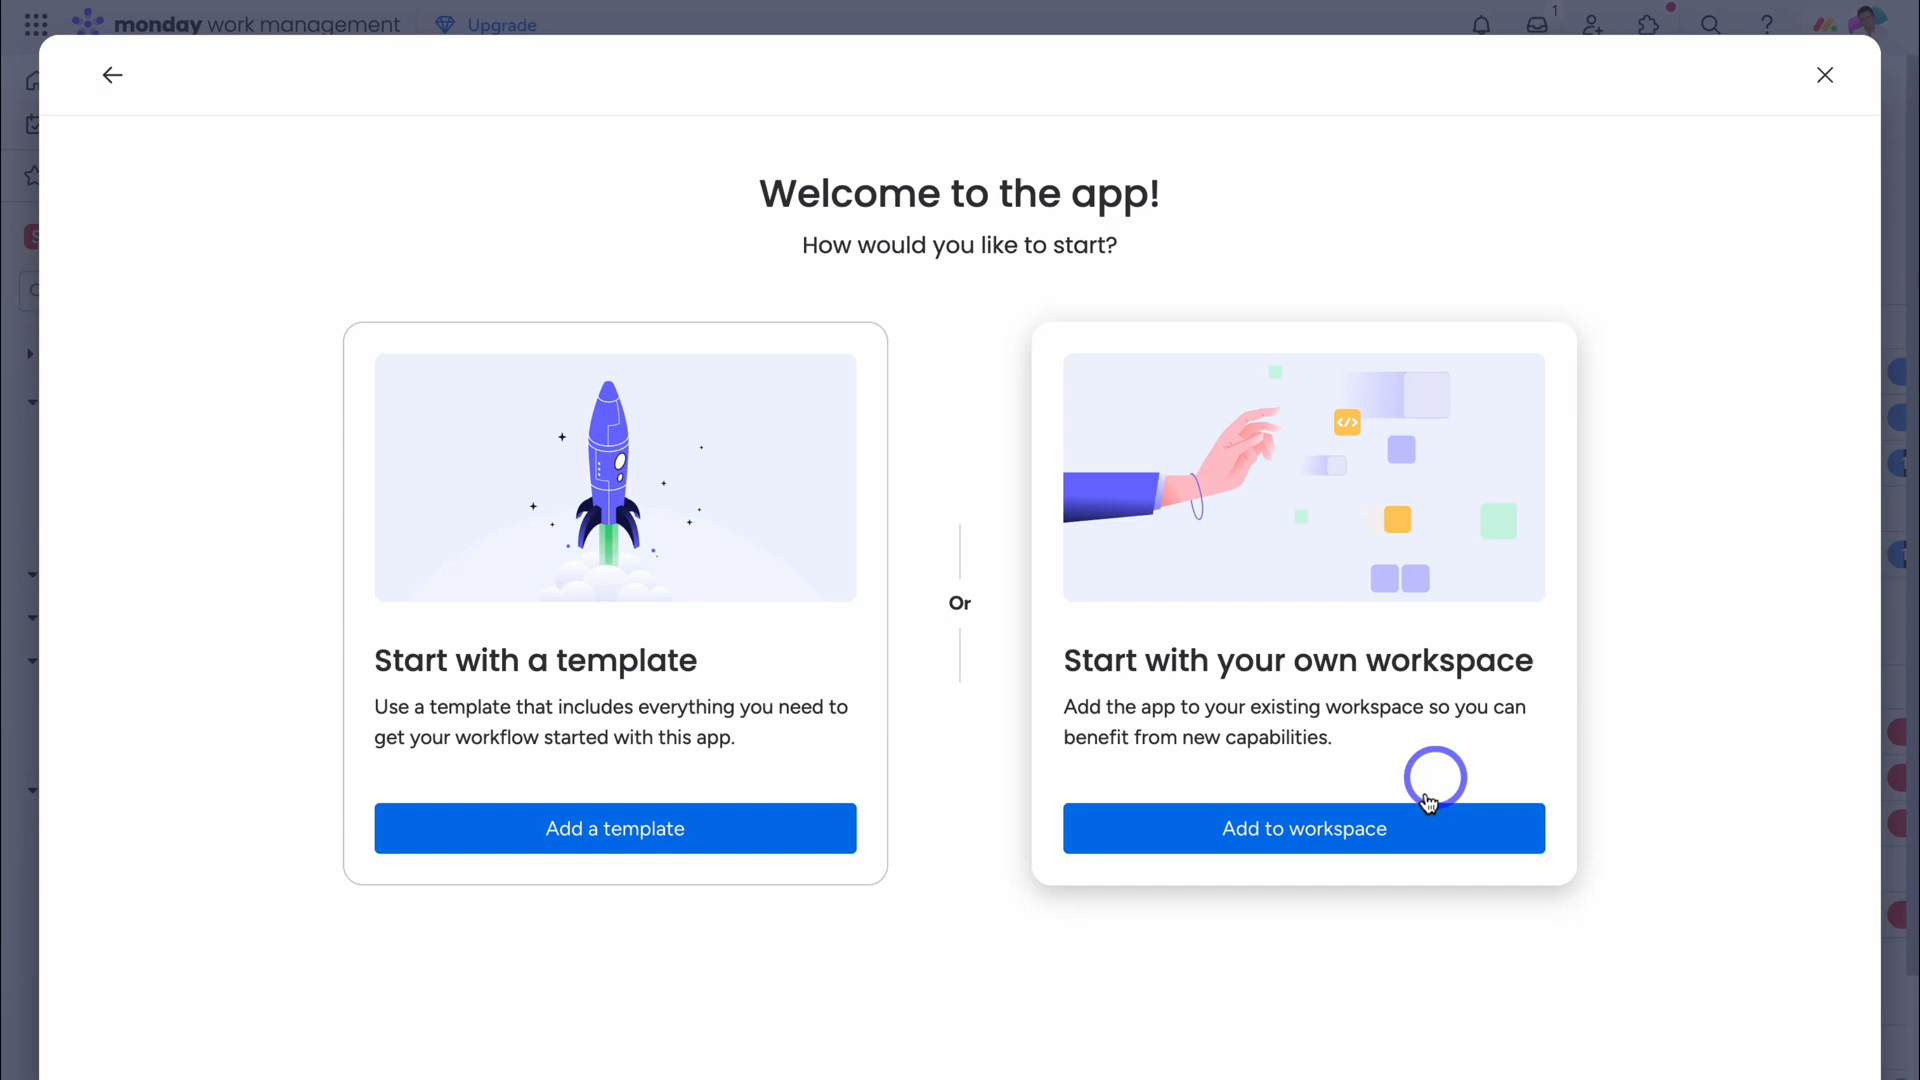 monday work management
Upgrade
1
Welcome to the app!
How would you like to start?
</>
Or
Start with a template
Use a template that includes everything you need to
get your workflow started with this app.
Add a template
Start with your own workspace
Add the app to your existing workspace so you can
benefit from new capabilities.
Add to workspace